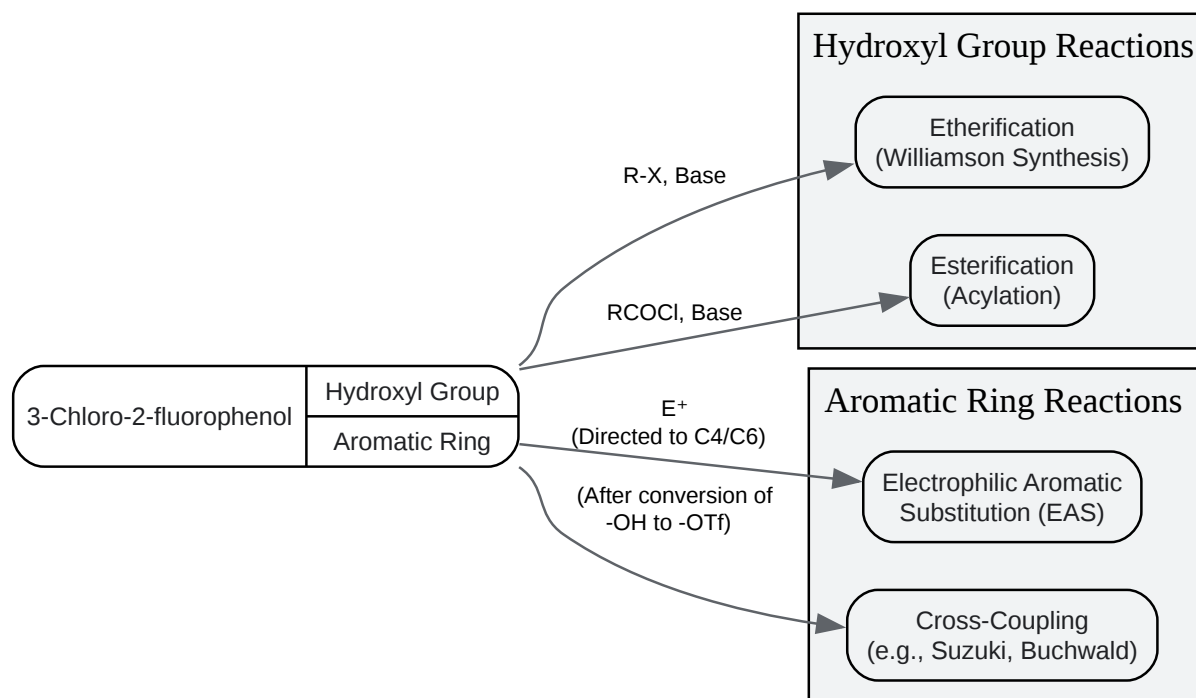 Hydroxyl Group Reactions
Etherification
(Williamson Synthesis)
R-X, Base
Esterification
(Acylation)
RCOCl, Base
3-Chloro-2-fluorophenol
Hydroxyl Group
Aromatic Ring
Aromatic Ring Reactions
E⁺
(Directed to C4/C6)
Electrophilic Aromatic
Substitution (EAS)
(After conversion of
-OH to -OTf)
Cross-Coupling
(e.g., Suzuki, Buchwald)